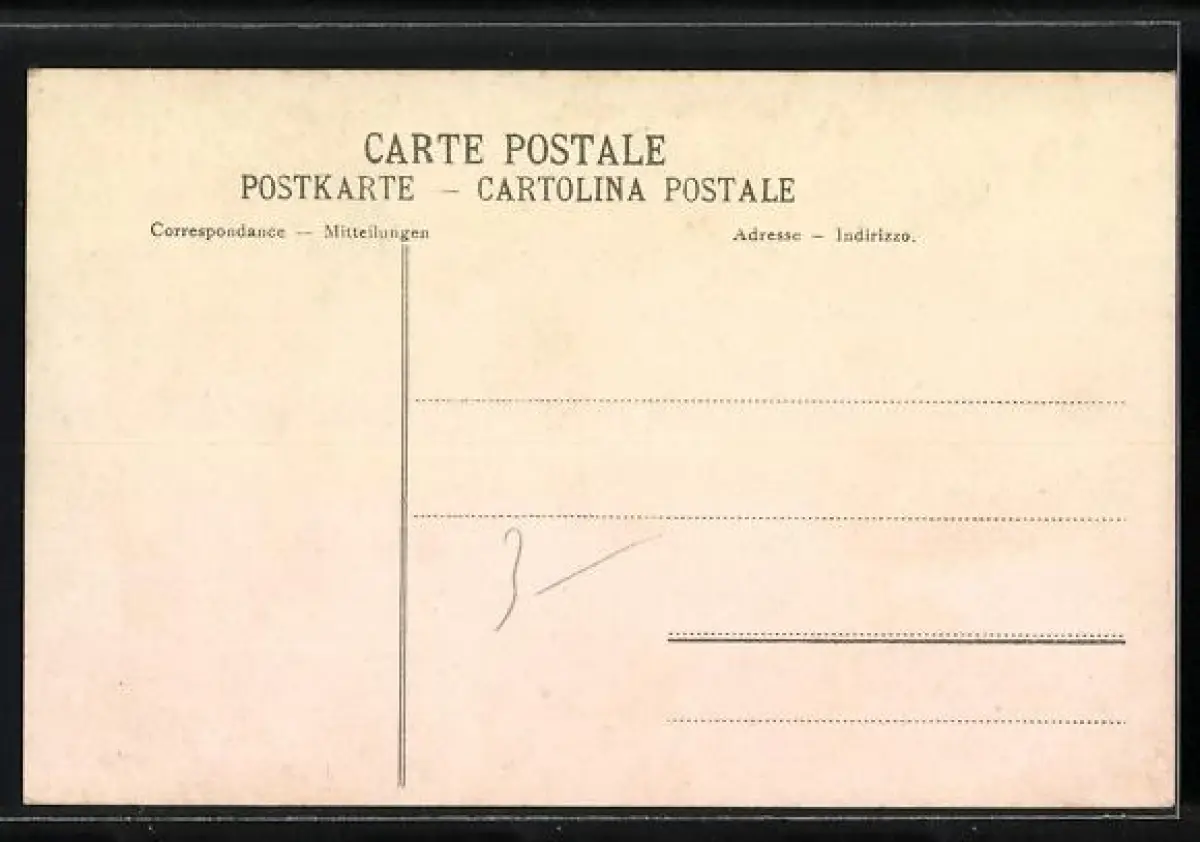 CARTE POSTALE
POSTKARTE – CARTOLINA POSTALE
Correspondance — Mitteilungen
Adresse – Indirizzo.
3 –